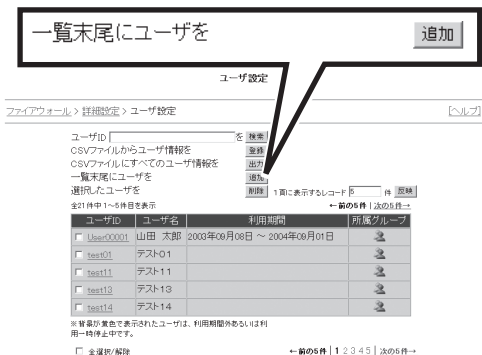 一覧末尾にユーザを 追加
ユーザ設定
ファイアウォール > 詳細設定 > ユーザ設定 [ヘルプ]
ユーザID を 検索
CSVファイルからユーザ情報を 登録
CSVファイルにすべてのユーザ情報を 出力
一覧末尾にユーザを 追加
選択したユーザを 削除 1頁に表示するレコード 5 件 反映
全21件中1～5件目を表示 ←前の5件 | 次の5件→
ユーザID ユーザ名 利用期間 所属グループ
User00001 山田 太郎 2003年09月08日 ～ 2004年09月01日
test01 テスト01
test11 テスト11
test13 テスト13
test14 テスト14
※背景が黄色で表示されたユーザは、利用期間外あるいは利
用一時停止中です。
全選択/解除 ←前の5件 | 1 2 3 4 5 | 次の5件→